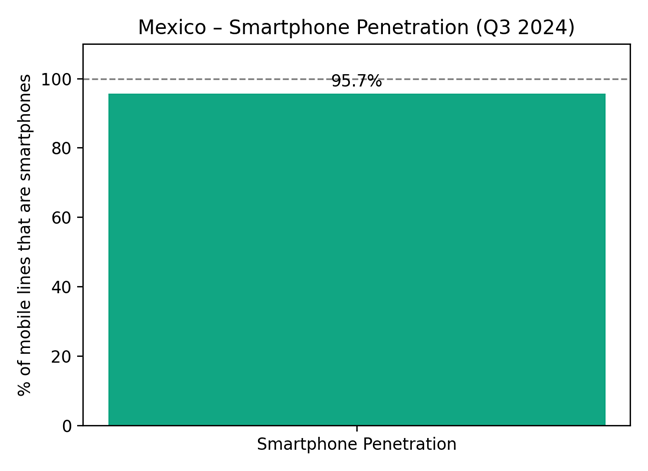 Mexico – Smartphone Penetration (Q3 2024)
% of mobile lines that are smartphones
100
80
60
40
20
0
95.7%
Smartphone Penetration